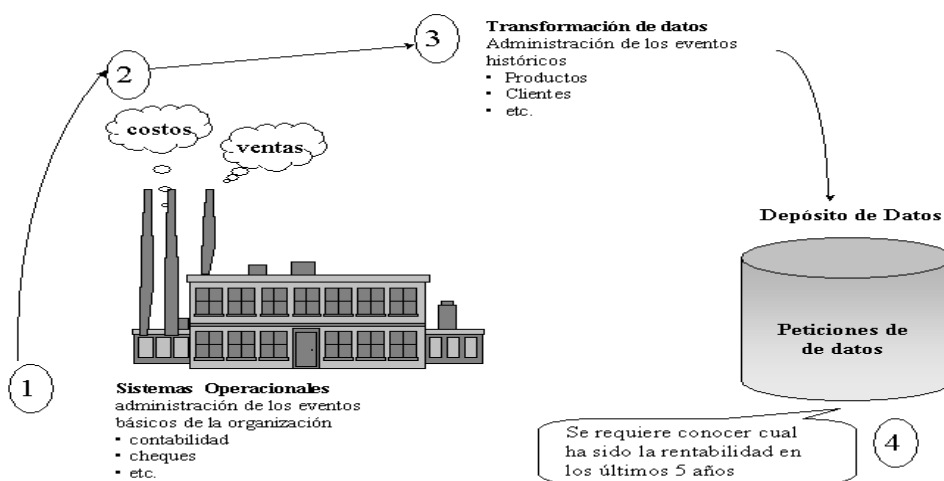 1
2
3
costos
ventas
Sistemas Operacionales
administración de los eventos
básicos de la organización
▪ contabilidad
▪ cheques
▪ etc.
Transformación de datos
Administración de los eventos
históricos
▪ Productos
▪ Clientes
▪ etc.
Depósito de Datos
Peticiones de
de datos
Se requiere conocer cual
ha sido la rentabilidad en
los últimos 5 años
4